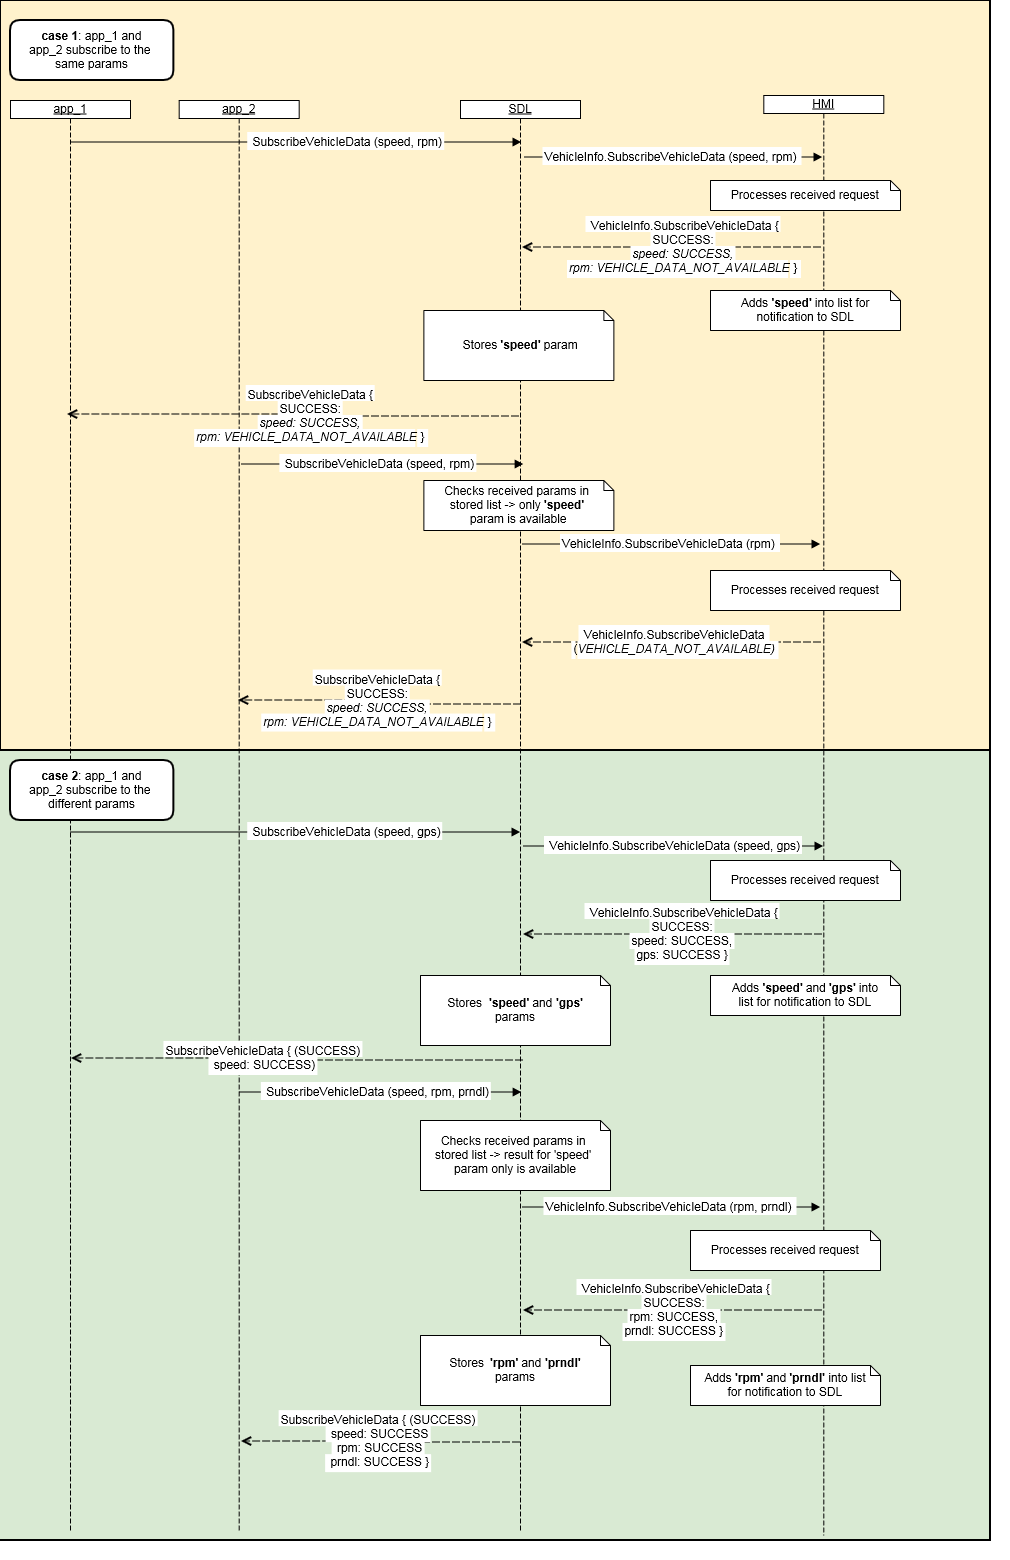 case 1: app_1 and
app_2 subscribe to the
same params
app_1
app_2
SDL
HMI
SubscribeVehicleData (speed, rpm)
VehicleInfo.SubscribeVehicleData (speed, rpm)
Processes received request
VehicleInfo.SubscribeVehicleData {
SUCCESS:
speed: SUCCESS,
rpm: VEHICLE_DATA_NOT_AVAILABLE }
Adds 'speed' into list for
notification to SDL
Stores 'speed' param
SubscribeVehicleData {
SUCCESS:
speed: SUCCESS,
rpm: VEHICLE_DATA_NOT_AVAILABLE }
SubscribeVehicleData (speed, rpm)
Checks received params in
stored list -> only 'speed'
param is available
VehicleInfo.SubscribeVehicleData (rpm)
Processes received request
VehicleInfo.SubscribeVehicleData
(VEHICLE_DATA_NOT_AVAILABLE)
SubscribeVehicleData {
SUCCESS:
speed: SUCCESS,
rpm: VEHICLE_DATA_NOT_AVAILABLE }
case 2: app_1 and
app_2 subscribe to the
different params
SubscribeVehicleData (speed, gps)
VehicleInfo.SubscribeVehicleData (speed, gps)
Processes received request
VehicleInfo.SubscribeVehicleData {
SUCCESS:
speed: SUCCESS,
gps: SUCCESS }
Adds 'speed' and 'gps' into
list for notification to SDL
Stores 'speed' and 'gps'
params
SubscribeVehicleData { (SUCCESS)
speed: SUCCESS)
SubscribeVehicleData (speed, rpm, prndl)
Checks received params in
stored list -> result for 'speed'
param only is available
VehicleInfo.SubscribeVehicleData (rpm, prndl)
Processes received request
VehicleInfo.SubscribeVehicleData {
SUCCESS:
rpm: SUCCESS,
prndl: SUCCESS }
Stores 'rpm' and 'prndl'
params
Adds 'rpm' and 'prndl' into list
for notification to SDL
SubscribeVehicleData { (SUCCESS)
speed: SUCCESS
rpm: SUCCESS
prndl: SUCCESS }